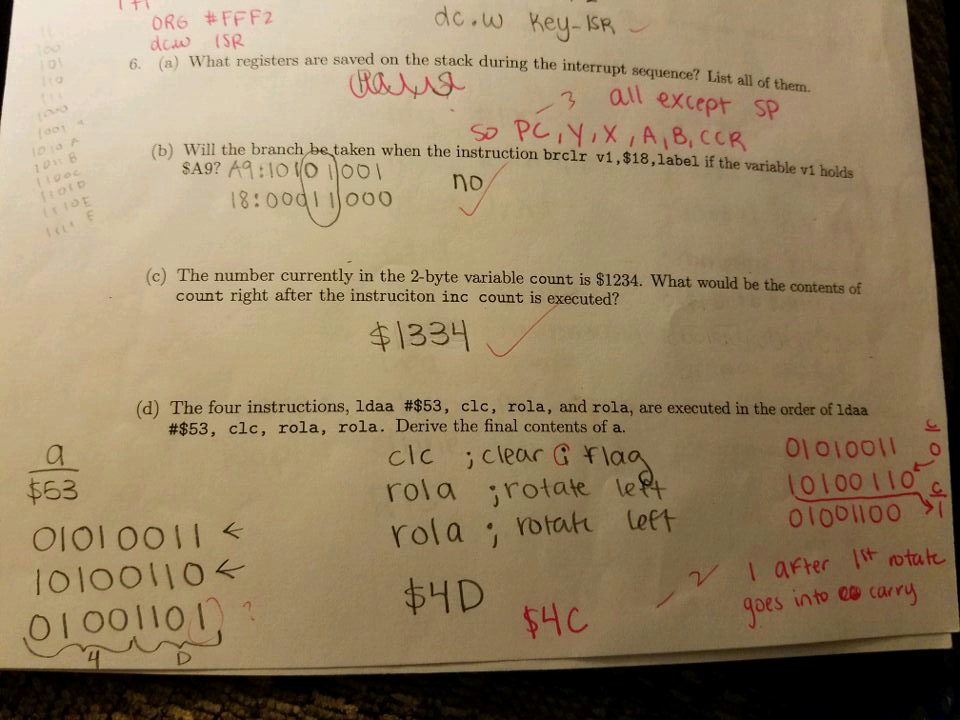 ORG #FFF2
dc.w ISR
dc.w Key-ISR
6. (a) What registers are saved on the stack during the interrupt sequence? List all of them.
-3 all except SP
so PC, Y, X, A, B, CCR
(b) Will the branch be taken when the instruction brclr v1,$18,label if the variable v1 holds
$A9? A9:10101001
18:00011000
no
(c) The number currently in the 2-byte variable count is $1234. What would be the contents of
count right after the instruciton inc count is executed?
$1334
(d) The four instructions, ldaa #$53, clc, rola, and rola, are executed in the order of ldaa
#$53, clc, rola, rola. Derive the final contents of a.
a
$53
01010011 ←
10100110 ←
01001101 ?
4 D
clc ; clear C flag
rola ; rotate left
rola ; rotate left
$4D
$4C
c
01010011 0
10100110 c
01001100 1
-2 1 after 1st rotate
goes into carry